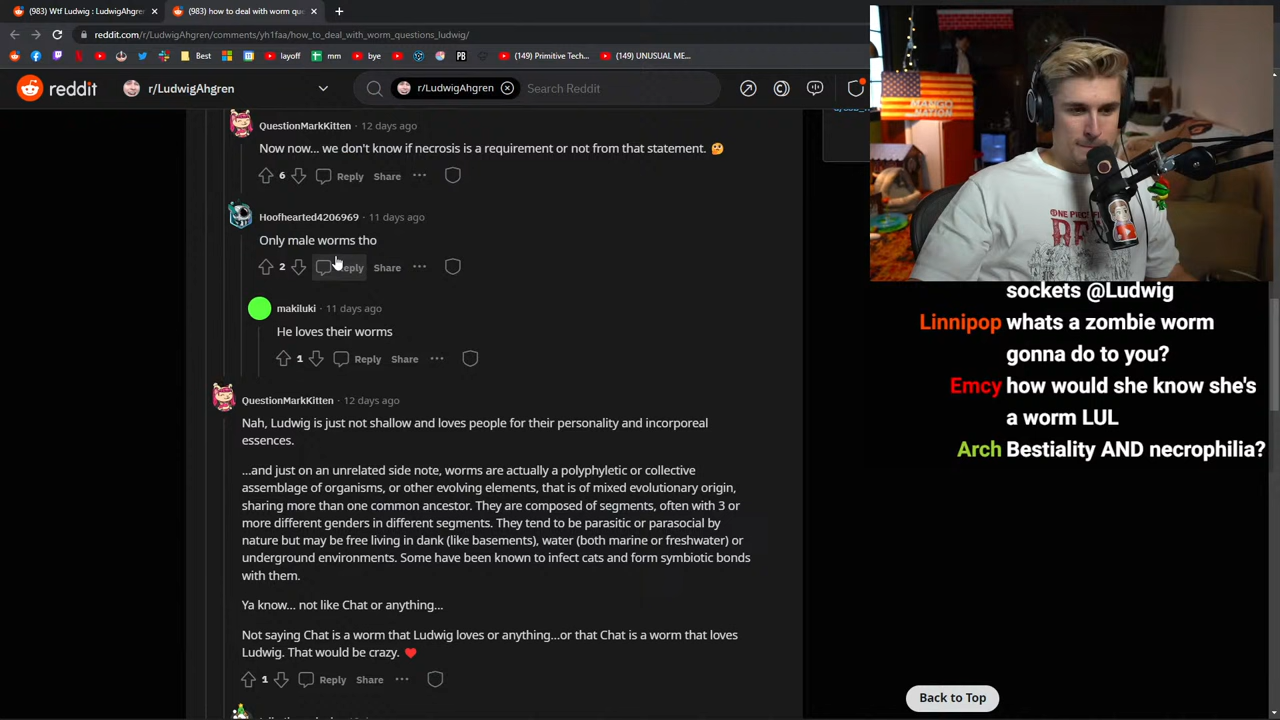 (983) Wtf Ludwig : LudwigAhgren
(983) how to deal with worm que
reddit.com/r/LudwigAhgren/comments/yh1faa/how_to_deal_with_worm_questions_ludwig/
Best
layoff
mm
bye
PB
(149) Primitive Tech...
(149) UNUSUAL ME...
reddit
r/LudwigAhgren
r/LudwigAhgren
Search Reddit
QuestionMarkKitten · 12 days ago
Now now... we don't know if necrosis is a requirement or not from that statement. 🤔
6 Reply Share ···
Hoofhearted4206969 · 11 days ago
Only male worms tho
2 Reply Share ···
makiluki · 11 days ago
He loves their worms
1 Reply Share ···
QuestionMarkKitten · 12 days ago
Nah, Ludwig is just not shallow and loves people for their personality and incorporeal
essences.
...and just on an unrelated side note, worms are actually a polyphyletic or collective
assemblage of organisms, or other evolving elements, that is of mixed evolutionary origin,
sharing more than one common ancestor. They are composed of segments, often with 3 or
more different genders in different segments. They tend to be parasitic or parasocial by
nature but may be free living in dank (like basements), water (both marine or freshwater) or
underground environments. Some have been known to infect cats and form symbiotic bonds
with them.
Ya know... not like Chat or anything...
Not saying Chat is a worm that Ludwig loves or anything...or that Chat is a worm that loves
Ludwig. That would be crazy. ❤️
1 Reply Share ···
Back to Top
MANGO
NATION
sockets @Ludwig
Linnipop whats a zombie worm
gonna do to you?
Emcy how would she know she's
a worm LUL
Arch Bestiality AND necrophilia?